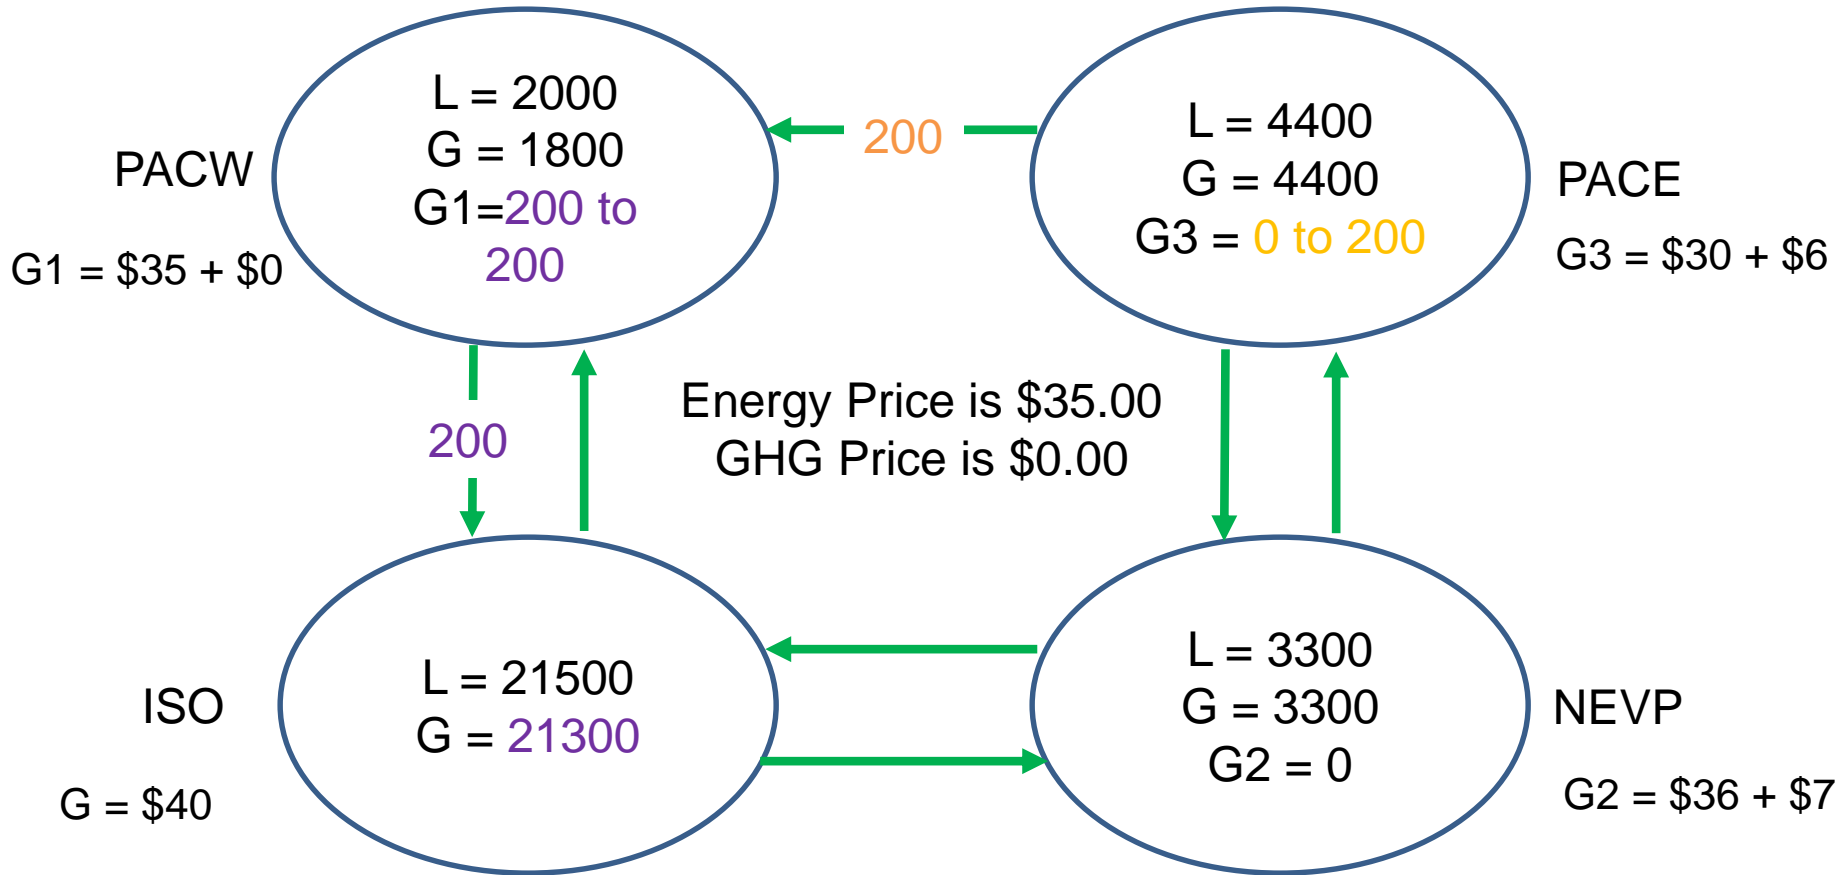 PACW
L = 2000
G = 1800
G1=200 to
200
G1 = $35 + $0
200
L = 4400
G = 4400
G3 = 0 to 200
PACE
G3 = $30 + $6
200
Energy Price is $35.00
GHG Price is $0.00
ISO
L = 21500
G = 21300
G = $40
L = 3300
G = 3300
G2 = 0
NEVP
G2 = $36 + $7